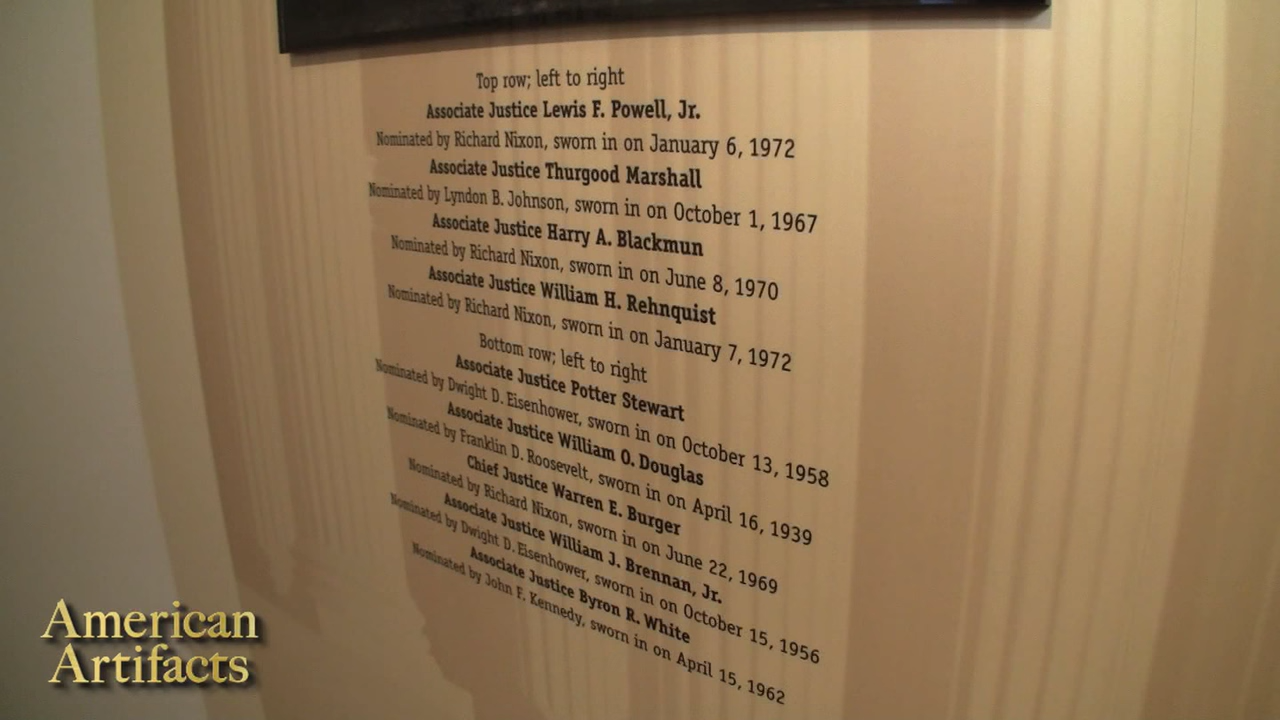 Top row; left to right
Associate Justice Lewis F. Powell, Jr.
Nominated by Richard Nixon, sworn in on January 6, 1972
Associate Justice Thurgood Marshall
Nominated by Lyndon B. Johnson, sworn in on October 1, 1967
Associate Justice Harry A. Blackmun
Nominated by Richard Nixon, sworn in on June 8, 1970
Associate Justice William H. Rehnquist
Nominated by Richard Nixon, sworn in on January 7, 1972
Bottom row; left to right
Associate Justice Potter Stewart
Nominated by Dwight D. Eisenhower, sworn in on October 13, 1958
Associate Justice William O. Douglas
Nominated by Franklin D. Roosevelt, sworn in on April 16, 1939
Chief Justice Warren E. Burger
Nominated by Richard Nixon, sworn in on June 22, 1969
Associate Justice William J. Brennan, Jr.
Nominated by Dwight D. Eisenhower, sworn in on October 15, 1956
Associate Justice Byron R. White
Nominated by John F. Kennedy, sworn in on April 15, 1962
American
Artifacts